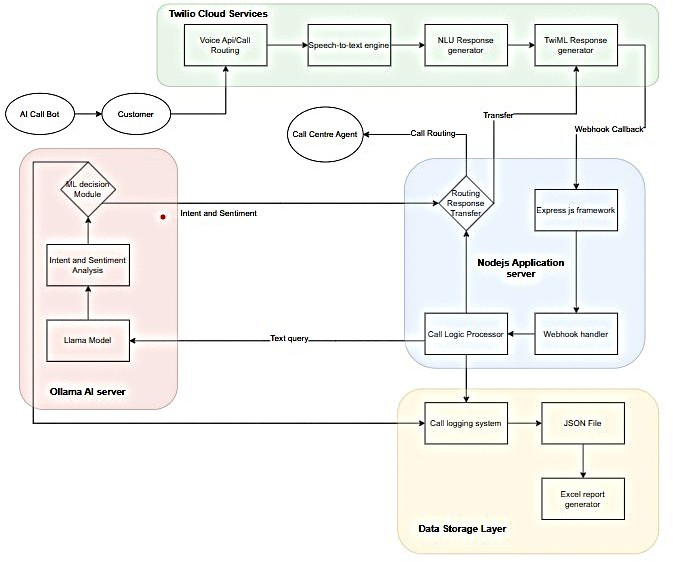 Twilio Cloud Services
Voice Api/Call
Routing
Speech-to-text engine
NLU Response
generator
TwiML Response
generator
AI Call Bot
Customer
Call Centre Agent
Call Routing
Transfer
Webhook Callback
ML decision
Module
Intent and Sentiment
Routing
Response
Transfer
Express js framework
Intent and Sentiment
Analysis
Nodejs Application
server
Llama Model
Text query
Call Logic Processor
Webhook handler
Ollama AI server
Call logging system
JSON File
Excel report
generator
Data Storage Layer